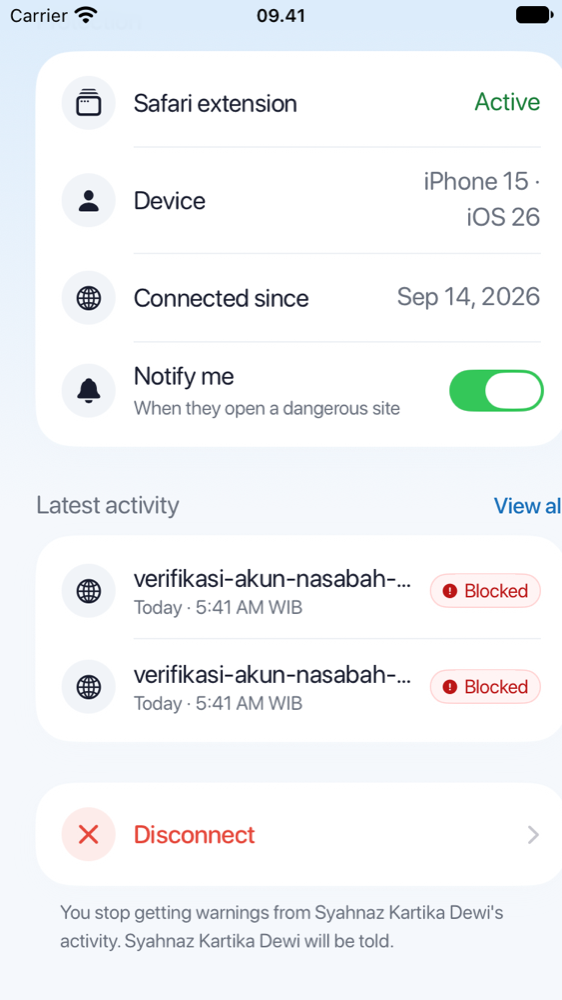 Carrier 09.41
Safari extension Active
Device iPhone 15 ·
iOS 26
Connected since Sep 14, 2026
Notify me
When they open a dangerous site
Latest activity View al
verifikasi-akun-nasabah-... Blocked
Today · 5:41 AM WIB
verifikasi-akun-nasabah-... Blocked
Today · 5:41 AM WIB
Disconnect
You stop getting warnings from Syahnaz Kartika Dewi's
activity. Syahnaz Kartika Dewi will be told.